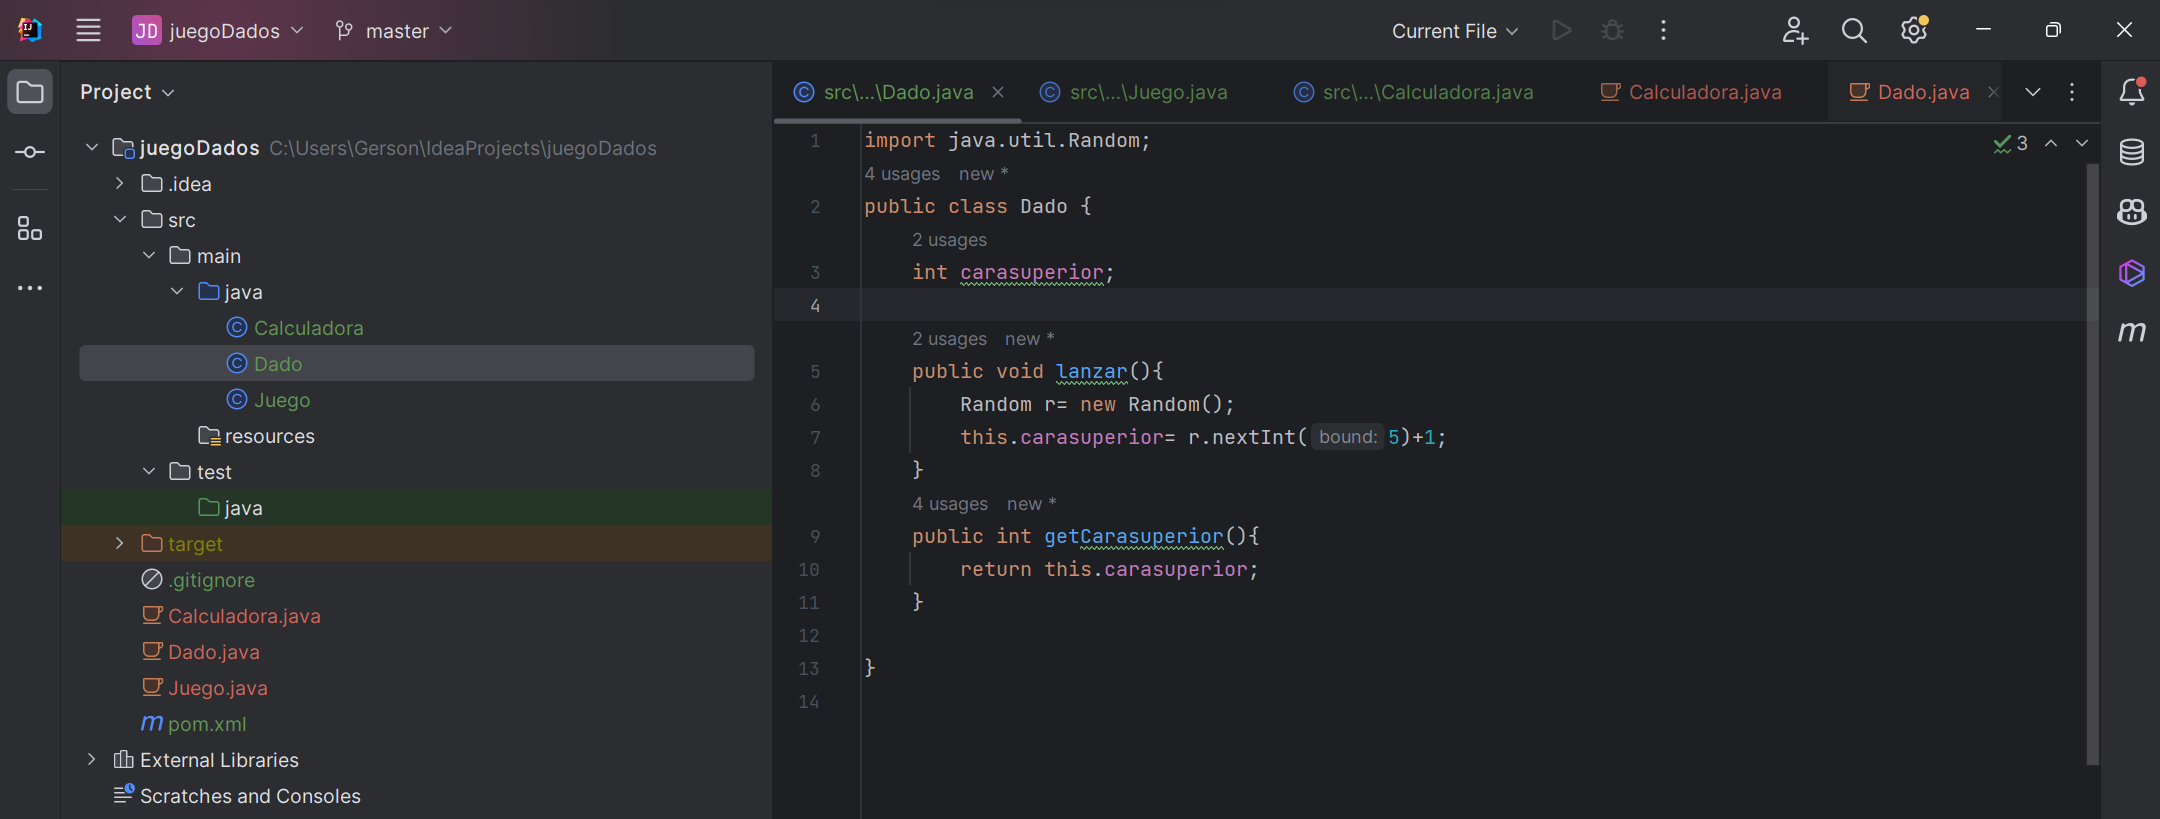 JD juegoDados master Current File
Project
juegoDados C:\Users\Gerson\IdeaProjects\juegoDados
.idea
src
main
java
Calculadora
Dado
Juego
resources
test
java
target
.gitignore
Calculadora.java
Dado.java
Juego.java
m pom.xml
External Libraries
Scratches and Consoles
src\...\Dado.java src\...\Juego.java src\...\Calculadora.java Calculadora.java Dado.java
3
1 import java.util.Random;
4 usages new *
2 public class Dado {
2 usages
3 int carasuperior;
4
2 usages new *
5 public void lanzar(){
6 Random r= new Random();
7 this.carasuperior= r.nextInt( bound: 5)+1;
8 }
4 usages new *
9 public int getCarasuperior(){
10 return this.carasuperior;
11 }
12
13 }
14
m